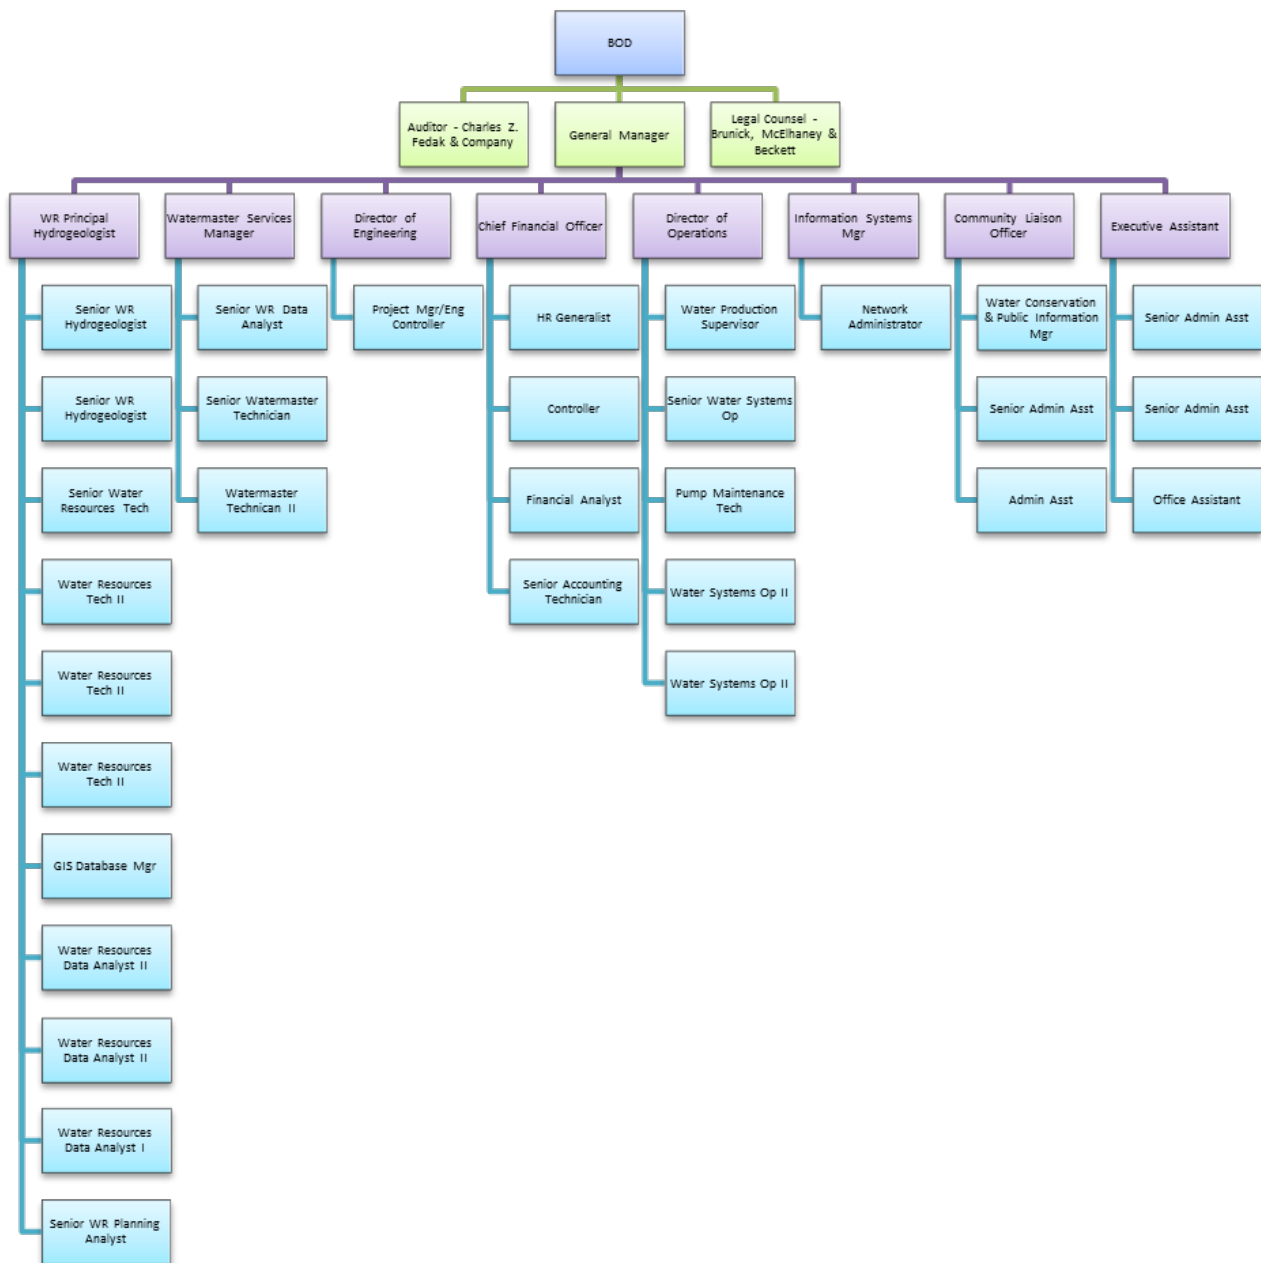 BOD
Auditor - Charles Z.
Fedak & Company
General Manager
Legal Counsel -
Brunick, McElhaney &
Beckett
WR Principal
Hydrogeologist
Watermaster Services
Manager
Director of
Engineering
Chief Financial Officer
Director of
Operations
Information Systems
Mgr
Community Liaison
Officer
Executive Assistant
Senior WR
Hydrogeologist
Senior WR Data
Analyst
Project Mgr/Eng
Controller
HR Generalist
Water Production
Supervisor
Network
Administrator
Water Conservation
& Public Information
Mgr
Senior Admin Asst
Senior WR
Hydrogeologist
Senior Watermaster
Technician
Controller
Senior Water Systems
Op
Senior Admin Asst
Senior Admin Asst
Senior Water
Resources Tech
Watermaster
Technican II
Financial Analyst
Pump Maintenance
Tech
Admin Asst
Office Assistant
Water Resources
Tech II
Senior Accounting
Technician
Water Systems Op II
Water Resources
Tech II
Water Systems Op II
Water Resources
Tech II
GIS Database Mgr
Water Resources
Data Analyst II
Water Resources
Data Analyst II
Water Resources
Data Analyst I
Senior WR Planning
Analyst